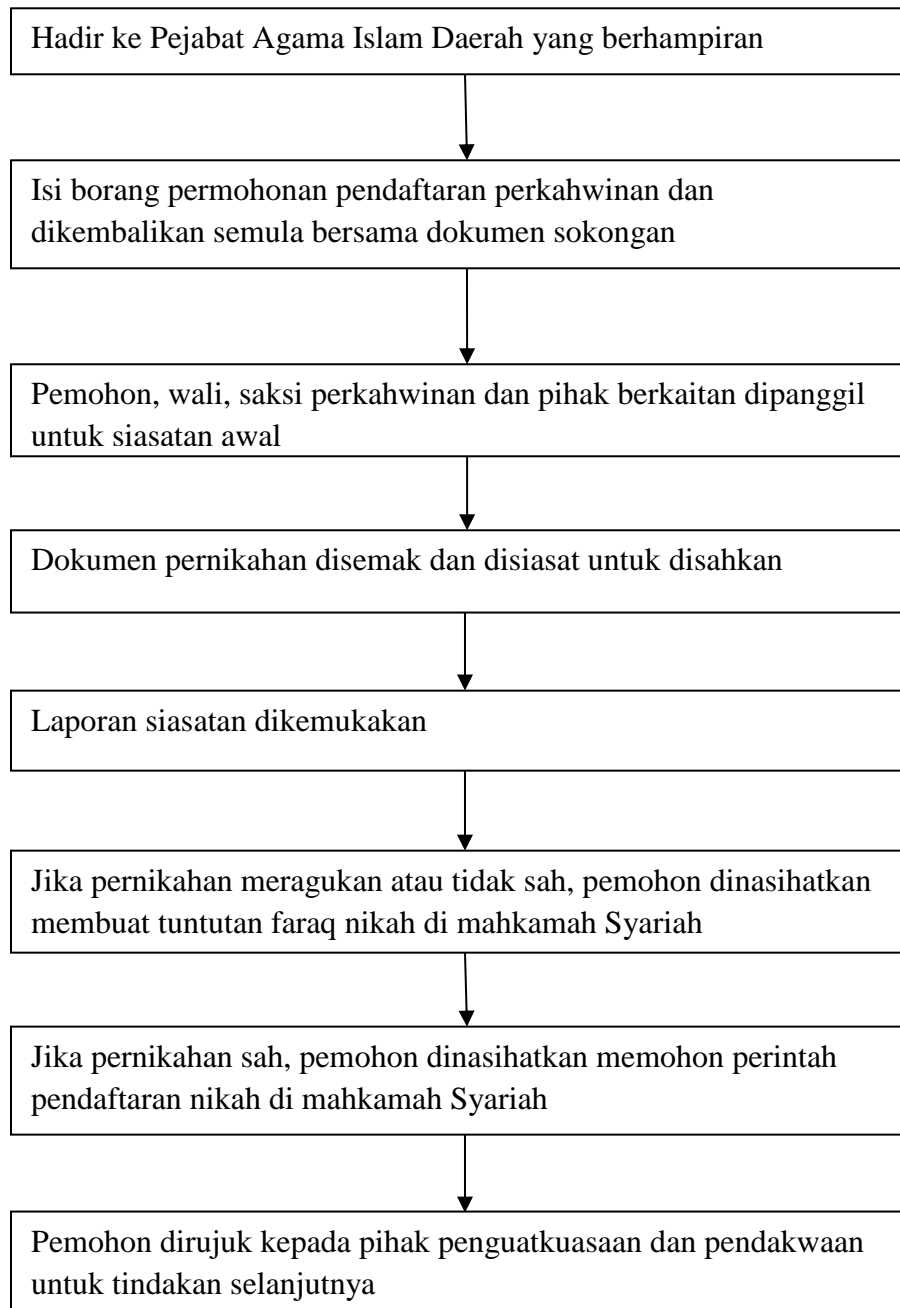 Hadir ke Pejabat Agama Islam Daerah yang berhampiran
Isi borang permohonan pendaftaran perkahwinan dan
dikembalikan semula bersama dokumen sokongan
Pemohon, wali, saksi perkahwinan dan pihak berkaitan dipanggil
untuk siasatan awal
Dokumen pernikahan disemak dan disiasat untuk disahkan
Laporan siasatan dikemukakan
Jika pernikahan meragukan atau tidak sah, pemohon dinasihatkan
membuat tuntutan faraq nikah di mahkamah Syariah
Jika pernikahan sah, pemohon dinasihatkan memohon perintah
pendaftaran nikah di mahkamah Syariah
Pemohon dirujuk kepada pihak penguatkuasaan dan pendakwaan
untuk tindakan selanjutnya